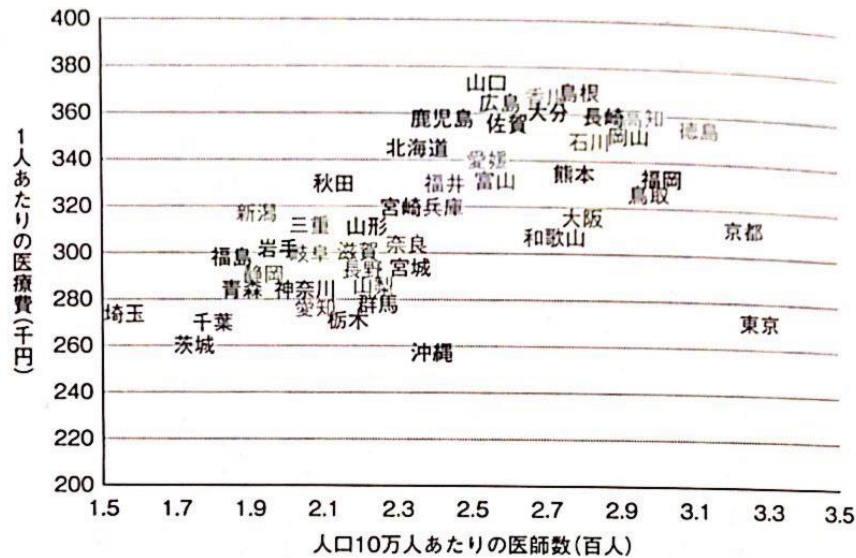 400
380
360
340
320
300
280
260
240
220
200
1人あたりの医療費(千円)
山口
広島 香川 島根
鹿児島 佐賀 大分 長崎 高知 徳島
石川 岡山
北海道
愛媛
秋田 福井 富山 熊本 福岡
鳥取
新潟 宮崎 兵庫
三重 山形 大阪 京都
和歌山
福島 岩手 岐阜 滋賀 奈良
静岡 長野 宮城
青森 神奈川 山梨
愛知 群馬
埼玉 千葉 栃木 東京
茨城 沖縄
1.5 1.7 1.9 2.1 2.3 2.5 2.7 2.9 3.1 3.3 3.5
人口10万人あたりの医師数(百人)